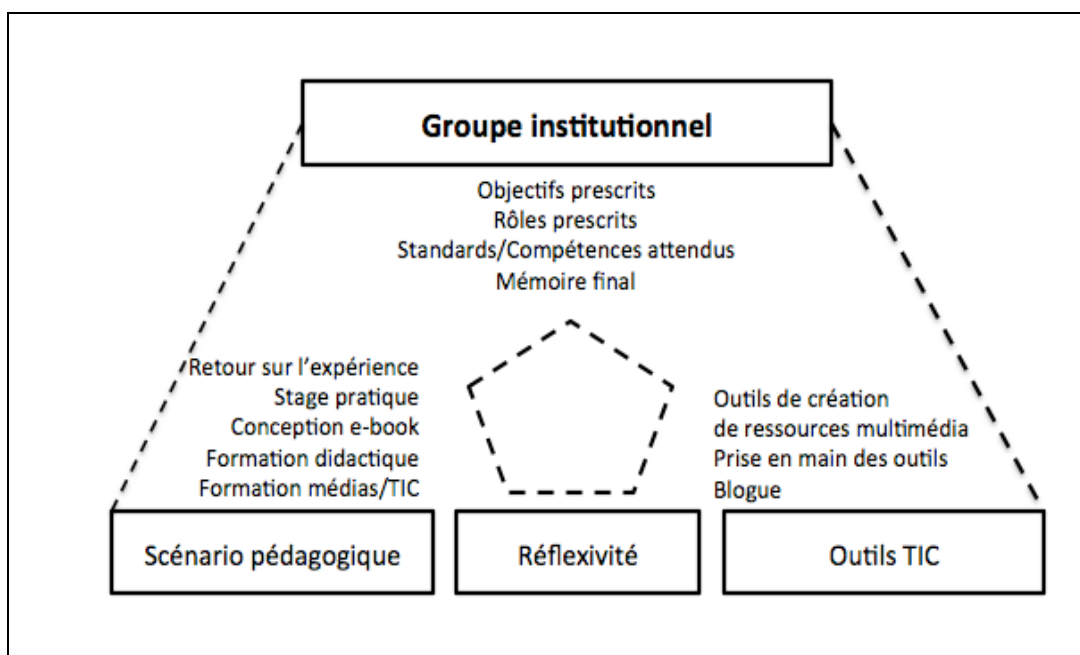 Groupe institutionnel
Objectifs prescrits
Rôles prescrits
Standards/Compétences attendus
Mémoire final
Retour sur l'expérience
Stage pratique
Conception e-book
Formation didactique
Formation médias/TIC
Outils de création
de ressources multimédia
Prise en main des outils
Blogue
Scénario pédagogique
Réflexivité
Outils TIC